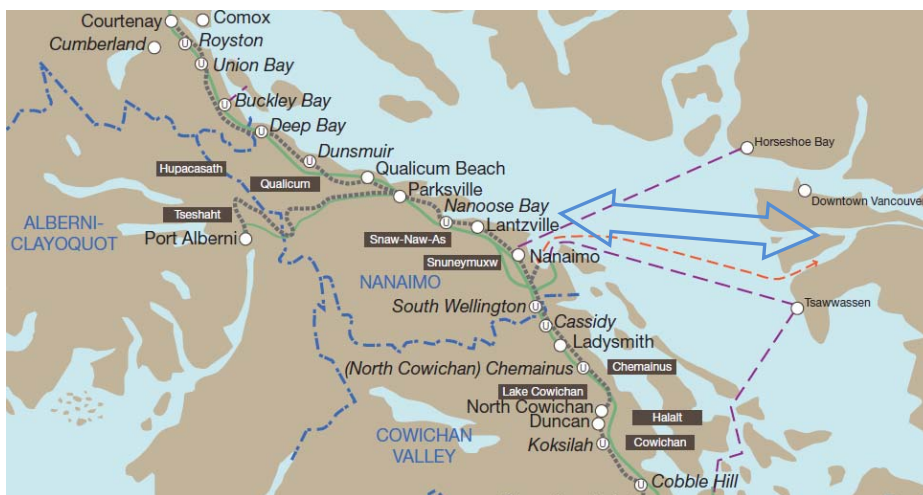 Courtenay
Comox
Cumberland
Royston
Union Bay
Buckley Bay
Deep Bay
Dunsmuir
Horseshoe Bay
Hupacasath
Qualicum
Qualicum Beach
Parksville
Downtown Vancouver
Tseshaht
Nanoose Bay
Lantzville
ALBERNI-
CLAYOQUOT
Port Alberni
Snaw-Naw-As
Snuneymuxw
Nanaimo
NANAIMO
South Wellington
Tsawwassen
Cassidy
Ladysmith
(North Cowichan) Chemainus
Chemainus
Lake Cowichan
North Cowichan
Halalt
Duncan
COWICHAN
VALLEY
Koksilah
Cowichan
Cobble Hill
U
U
U
U
U
U
U
U
U
U
U